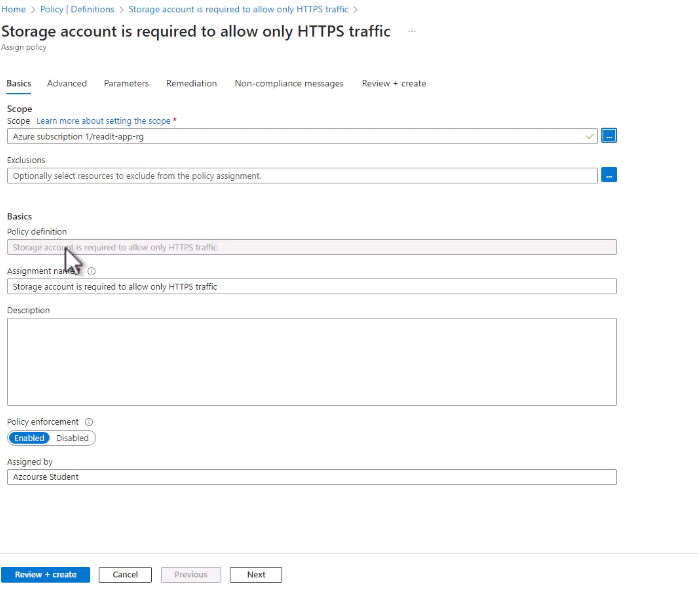 Home > Policy | Definitions > Storage account is required to allow only HTTPS traffic >
Storage account is required to allow only HTTPS traffic ...
Assign policy
Basics Advanced Parameters Remediation Non-compliance messages Review + create
Scope
Scope Learn more about setting the scope *
Azure subscription 1/readit-app-rg
...
Exclusions
Optionally select resources to exclude from the policy assignment.
...
Basics
Policy definition
Storage account is required to allow only HTTPS traffic
Assignment name
Storage account is required to allow only HTTPS traffic
Description
Policy enforcement
Enabled Disabled
Assigned by
Azcourse Student
Review + create Cancel Previous Next